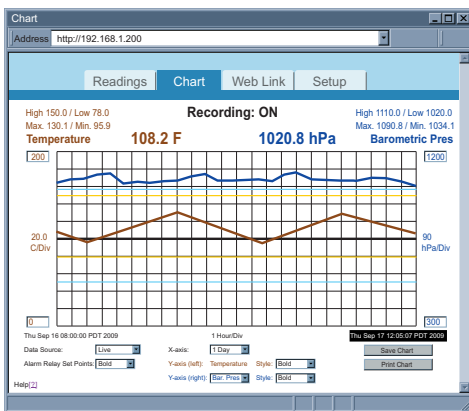 Chart
Address http://192.168.1.200
Readings Chart Web Link Setup
High 150.0 / Low 78.0 Recording: ON High 1110.0 / Low 1020.0
Max. 130.1 / Min. 95.9 Max. 1090.8 / Min. 1034.1
Temperature 108.2 F 1020.8 hPa Barometric Pres
200 1200
20.0 90
C/Div hPa/Div
0 300
Thu Sep 16 08:00:00 PDT 2009 1 Hour/Div Thu Sep 17 12:05:07 PDT 2009
Data Source: Live X-axis: 1 Day Save Chart
Alarm Relay Set Points: Bold Y-axis (left): Temperature Style: Bold Print Chart
Y-axis (right): Bar. Pres Style: Bold
Help[?]